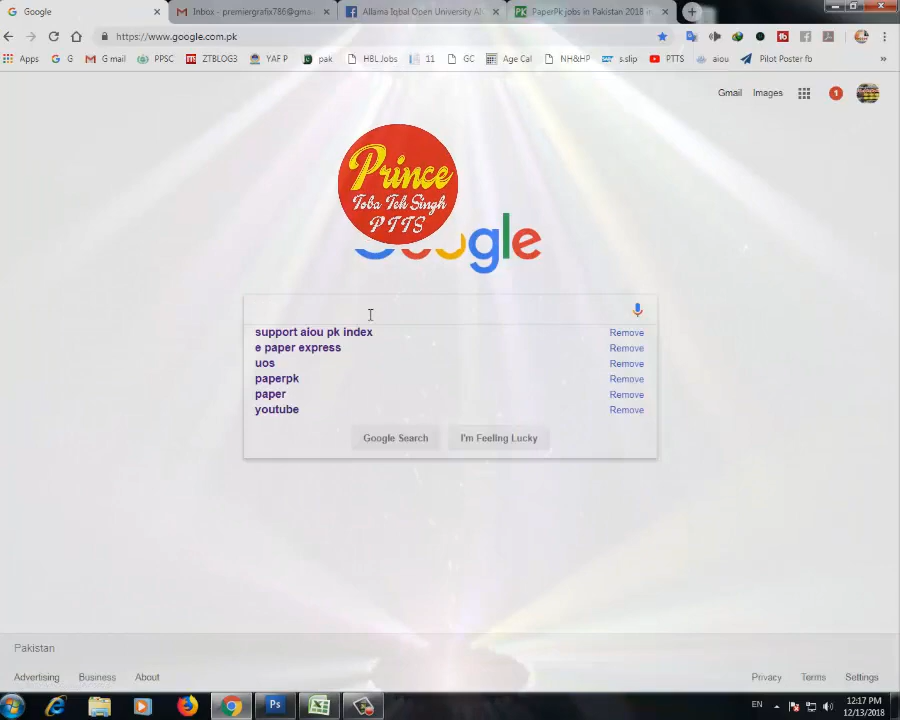 Google
Inbox - premiergrafix786@gma
Allama Iqbal Open University Al
PaperPk jobs in Pakistan 2018 in
https://www.google.com.pk
Apps
G
G mail
PPSC
ZTBLOG3
YAF P
pak
HBL Jobs
11
GC
Age Cal
NH&HP
s.slip
PTTS
aiou
Pilot Poster fo
»
Gmail
Images
1
Prince
Toba Tek Singh
PTTS
Google
support aiou pk index
Remove
e paper express
Remove
uos
Remove
paperpk
Remove
paper
Remove
youtube
Remove
Google Search
I'm Feeling Lucky
Pakistan
Advertising
Business
About
Privacy
Terms
Settings
EN
12:17 PM
12/13/2018